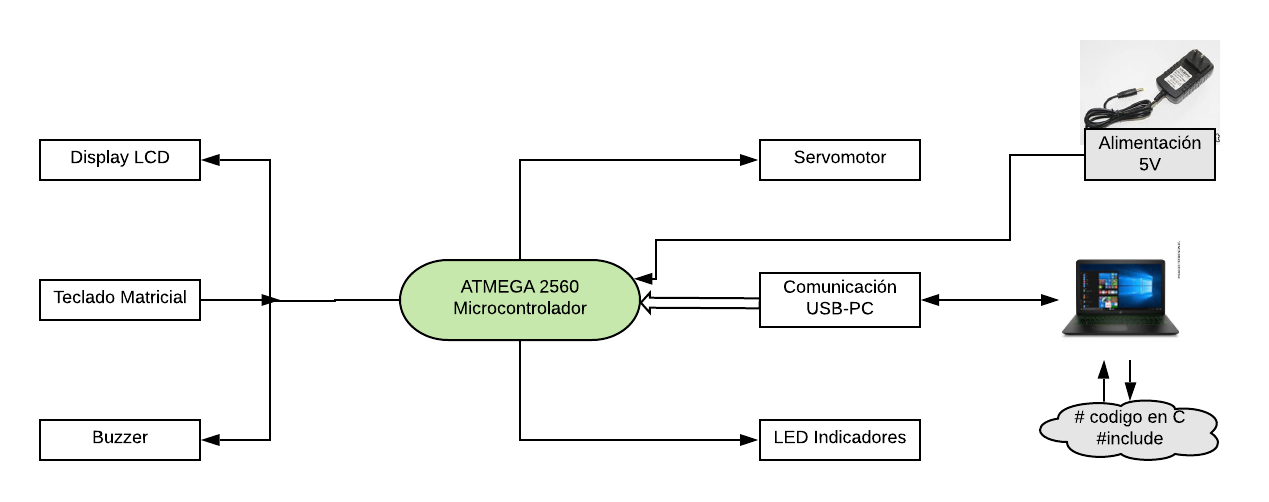 Display LCD
Servomotor
Alimentación
5V
Teclado Matricial
ATMEGA 2560
Microcontrolador
Comunicación
USB-PC
Buzzer
LED Indicadores
# codigo en C
#include